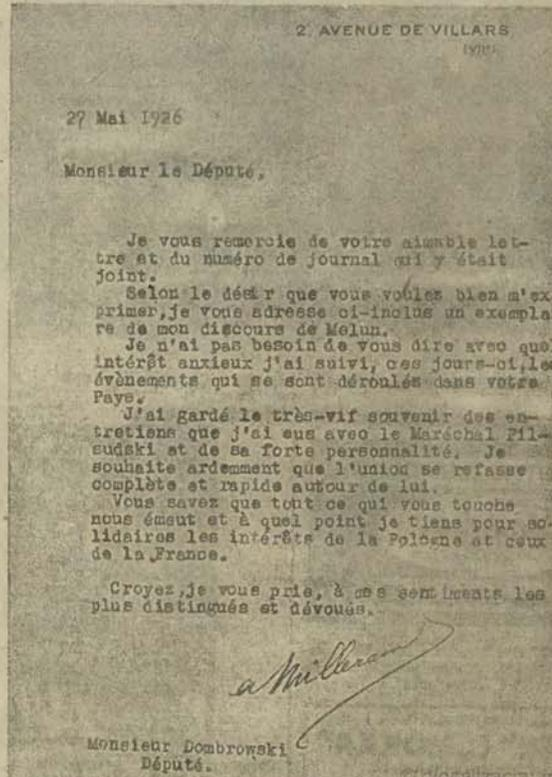 2, AVENUE DE VILLARS
27 Mai 1926
Monsieur le Député,
Je vous remercie de votre aimable let-
tre et du numéro de journal qui y était
joint.
Selon le désir que vous voulez bien m'ex
primer, je vous adresse ci-inclus un exemplai
re de mon discours de Melun.
Je n'ai pas besoin de vous dire avec quel
intérêt anxieux j'ai suivi, ces jours-ci, les
évènements qui se sont déroulés dans votre
Pays.
J'ai gardé le très-vif souvenir des en-
tretiens que j'ai eus avec le Maréchal Pil-
sudski et de sa forte personnalité. Je
souhaite ardemment que l'union se refasse
complète et rapide autour de lui.
Vous savez que tout ce qui vous touche
nous émeut et à quel point je tiens pour so-
lidaires les intérêts de la Pologne et ceux
de la France.
Croyez, je vous prie, à mes sentiments les
plus distingués et dévoués.
a Millerand
Monsieur Dombrowski
Député.